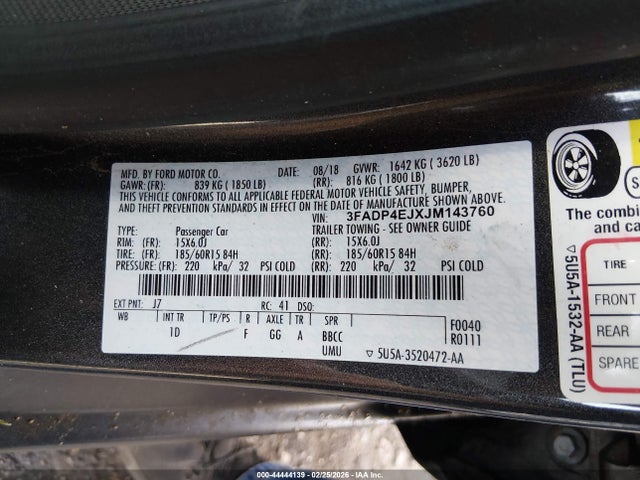 MFD. BY FORD MOTOR CO.
DATE: 08/18 GVWR: 1642 KG ( 3620 LB)
GAWR: (FR): 839 KG ( 1850 LB) (RR): 816 KG ( 1800 LB)
THIS VEHICLE CONFORMS TO ALL APPLICABLE FEDERAL MOTOR VEHICLE SAFETY, BUMPER,
AND THEFT PREVENTION STANDARDS IN EFFECT ON THE DATE OF MANUFACTURE SHOWN ABOVE.
VIN: 3FADP4EJXJM143760
TYPE: Passenger Car TRAILER TOWING - SEE OWNER GUIDE
RIM: (FR): 15X6.0J (RR): 15X6.0J
TIRES: (FR): 185/60R15 84H (RR): 185/60R15 84H
PRESSURE: (FR): 220 kPa/ 32 PSI COLD (RR): 220 kPa/ 32 PSI COLD
EXT PNT: J7 RC: 41 DSO:
WB INT TR TP/PS R AXLE TR SPR F0040
1D F GG A BBCC R0111
UMU ▽ 5U5A-3520472-AA
The combin
and ca
TIRE
FRONT
REAR
SPARE
▽ 5U5A-1532-AA (TLU)
000-44444139 - 02/25/2026 - IAAI Corp.